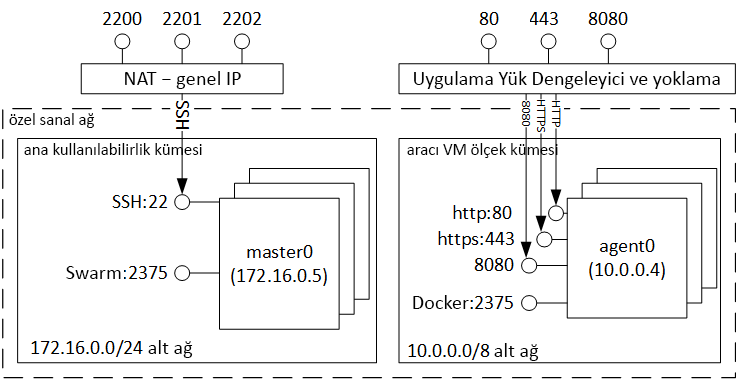 2200
2201
2202
80
443
8080
NAT – genel IP
Uygulama Yük Dengeleyici ve yoklama
SSH
8080
HTTPS
HTTP
özel sanal ağ
ana kullanılabilirlik kümesi
aracı VM ölçek kümesi
SSH:22
Swarm:2375
master0
(172.16.0.5)
http:80
https:443
8080
Docker:2375
agent0
(10.0.0.4)
172.16.0.0/24 alt ağ
10.0.0.0/8 alt ağ